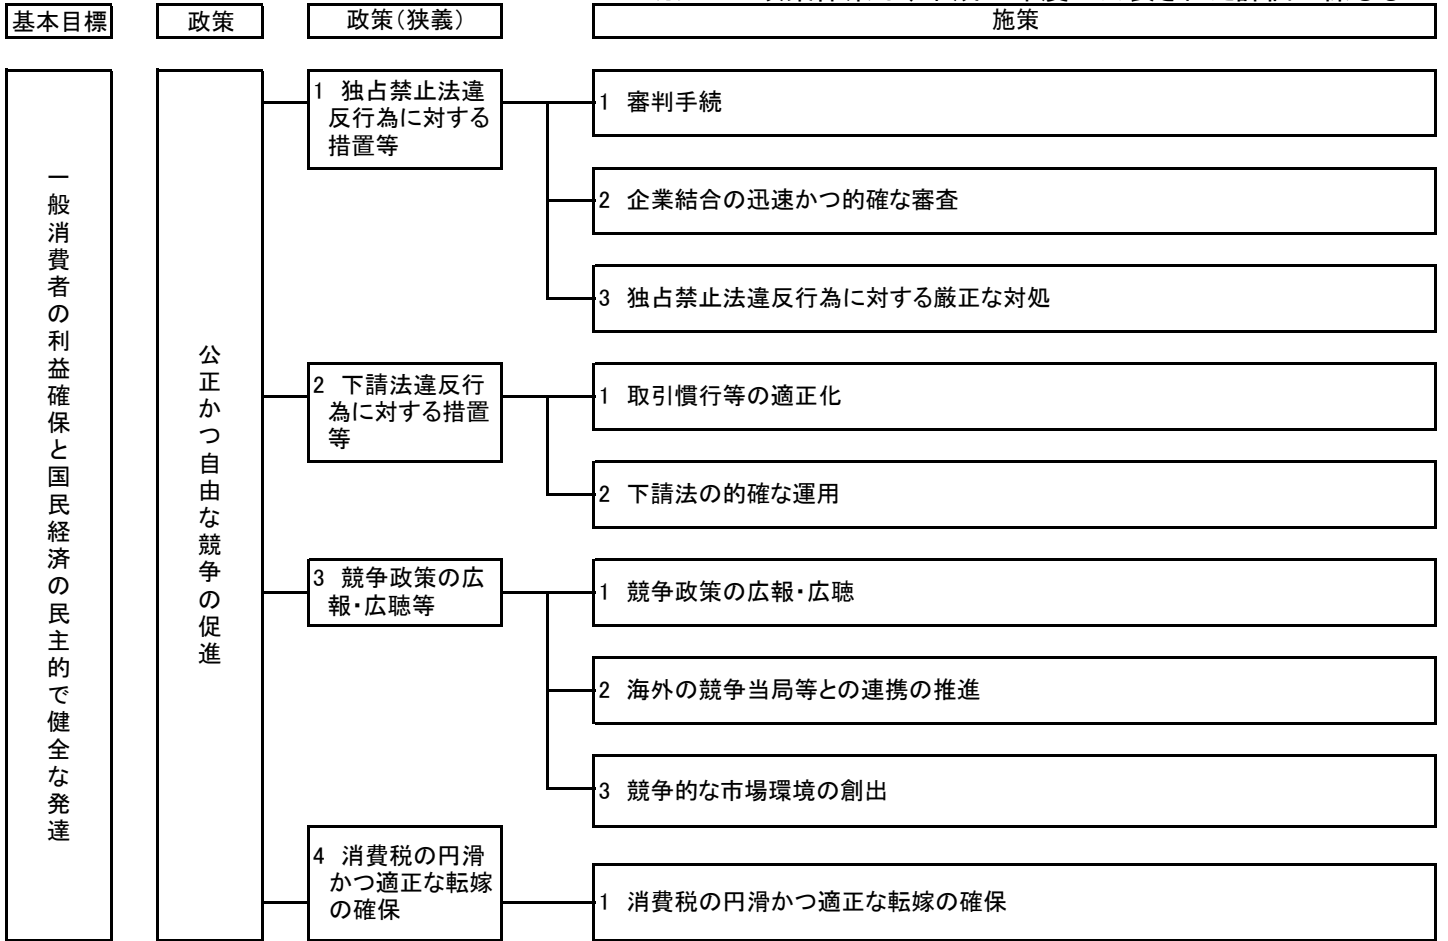 基本目標
政策
政策(狭義)
施策
一般消費者の利益確保と国民経済の民主的で健全な発達
公正かつ自由な競争の促進
1 独占禁止法違
反行為に対する
措置等
1 審判手続
2 企業結合の迅速かつ的確な審査
3 独占禁止法違反行為に対する厳正な対処
2 下請法違反行
為に対する措置
等
1 取引慣行等の適正化
2 下請法の的確な運用
3 競争政策の広
報・広聴等
1 競争政策の広報・広聴
2 海外の競争当局等との連携の推進
3 競争的な市場環境の創出
4 消費税の円滑
かつ適正な転嫁
の確保
1 消費税の円滑かつ適正な転嫁の確保